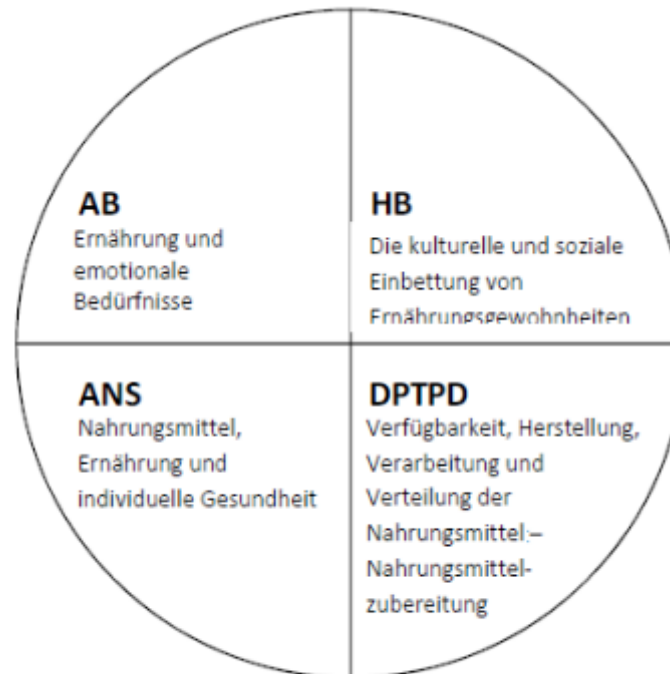 AB
Ernährung und
emotionale
Bedürfnisse
HB
Die kulturelle und soziale
Einbettung von
Ernährungsgewohnheiten
ANS
Nahrungsmittel,
Ernährung und
individuelle Gesundheit
DPTPD
Verfügbarkeit, Herstellung,
Verarbeitung und
Verteilung der
Nahrungsmittel:–
Nahrungsmittel-
zubereitung